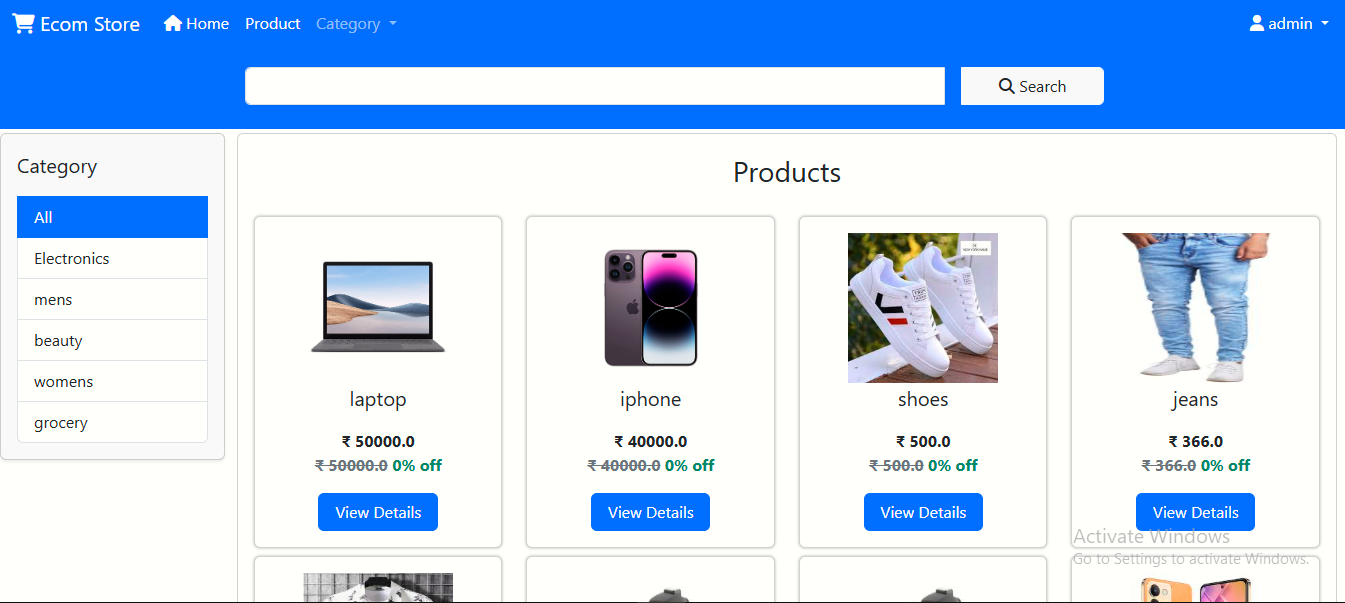 Ecom Store Home Product Category admin
Search
Category
All
Electronics
mens
beauty
womens
grocery
Products
laptop
₹ 50000.0
₹ 50000.0 0% off
View Details
iphone
₹ 40000.0
₹ 40000.0 0% off
View Details
shoes
₹ 500.0
₹ 500.0 0% off
View Details
jeans
₹ 366.0
₹ 366.0 0% off
View Details
Activate Windows
Go to Settings to activate Windows.